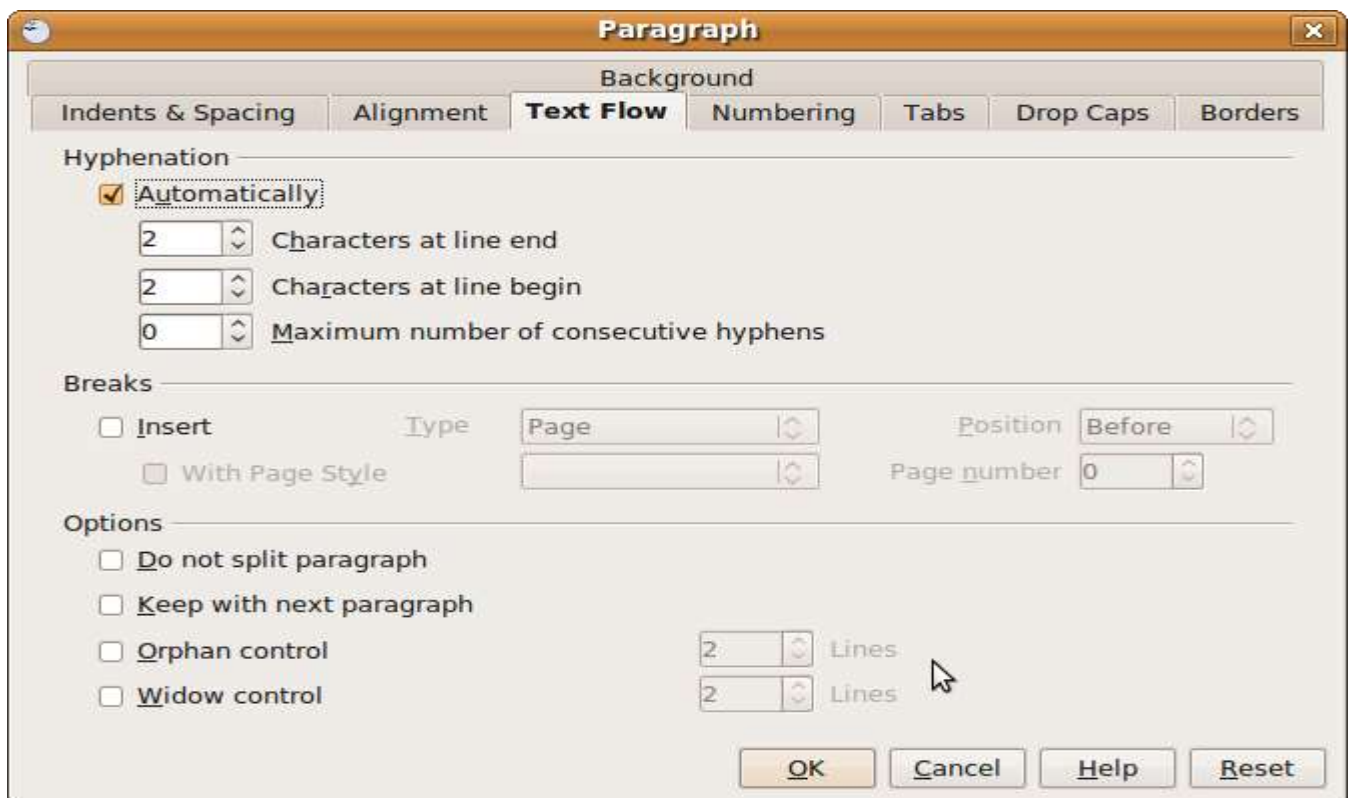 Paragraph
Background
Indents & Spacing Alignment Text Flow Numbering Tabs Drop Caps Borders
Hyphenation
Automatically
2 Characters at line end
2 Characters at line begin
0 Maximum number of consecutive hyphens
Breaks
Insert Type Page Position Before
With Page Style Page number 0
Options
Do not split paragraph
Keep with next paragraph
Orphan control 2 Lines
Widow control 2 Lines
OK Cancel Help Reset